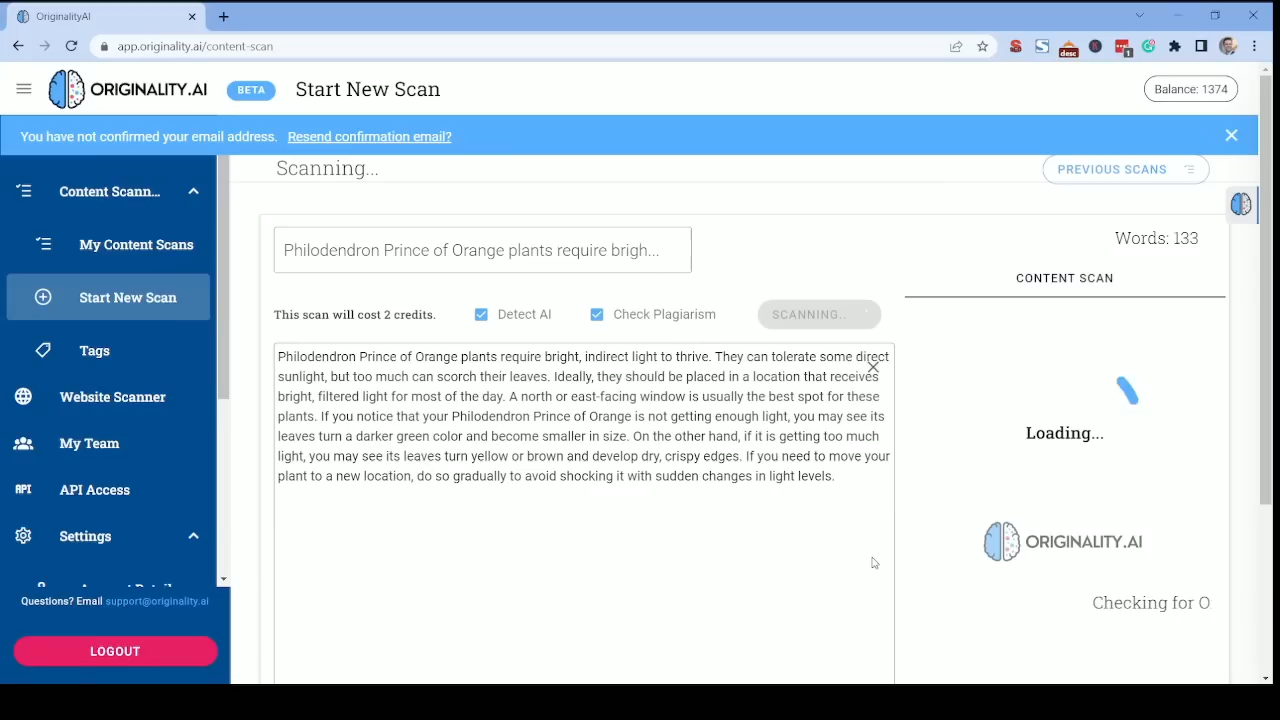 OriginalityAI
app.originality.ai/content-scan
desc
1
ORIGINALITY.AI
BETA
Start New Scan
Balance: 1374
You have not confirmed your email address. Resend confirmation email?
Content Scann...
My Content Scans
Start New Scan
Tags
Website Scanner
My Team
API
API Access
Settings
Questions? Email support@originality.ai
LOGOUT
Scanning...
PREVIOUS SCANS
Philodendron Prince of Orange plants require brigh...
This scan will cost 2 credits.
Detect AI
Check Plagiarism
SCANNING..
Philodendron Prince of Orange plants require bright, indirect light to thrive. They can tolerate some direct
sunlight, but too much can scorch their leaves. Ideally, they should be placed in a location that receives
bright, filtered light for most of the day. A north or east-facing window is usually the best spot for these
plants. If you notice that your Philodendron Prince of Orange is not getting enough light, you may see its
leaves turn a darker green color and become smaller in size. On the other hand, if it is getting too much
light, you may see its leaves turn yellow or brown and develop dry, crispy edges. If you need to move your
plant to a new location, do so gradually to avoid shocking it with sudden changes in light levels.
Words: 133
CONTENT SCAN
Loading...
ORIGINALITY.AI
Checking for O